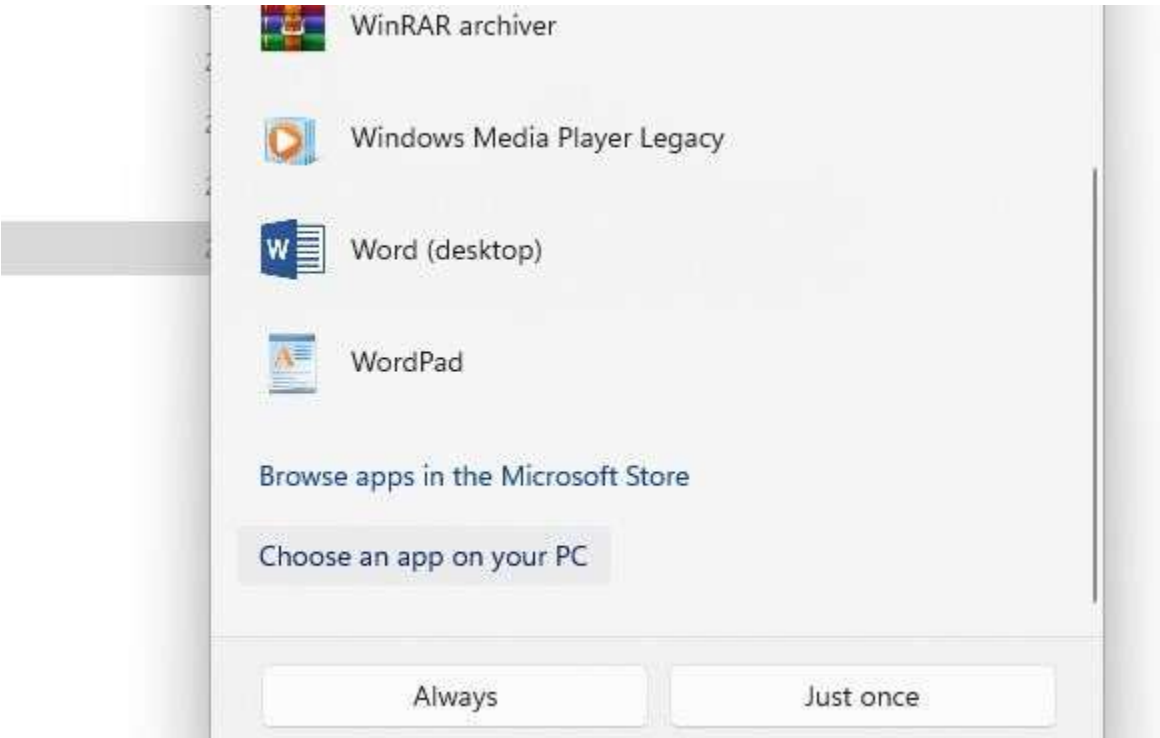 WinRAR archiver
Windows Media Player Legacy
Word (desktop)
WordPad
Browse apps in the Microsoft Store
Choose an app on your PC
Always
Just once